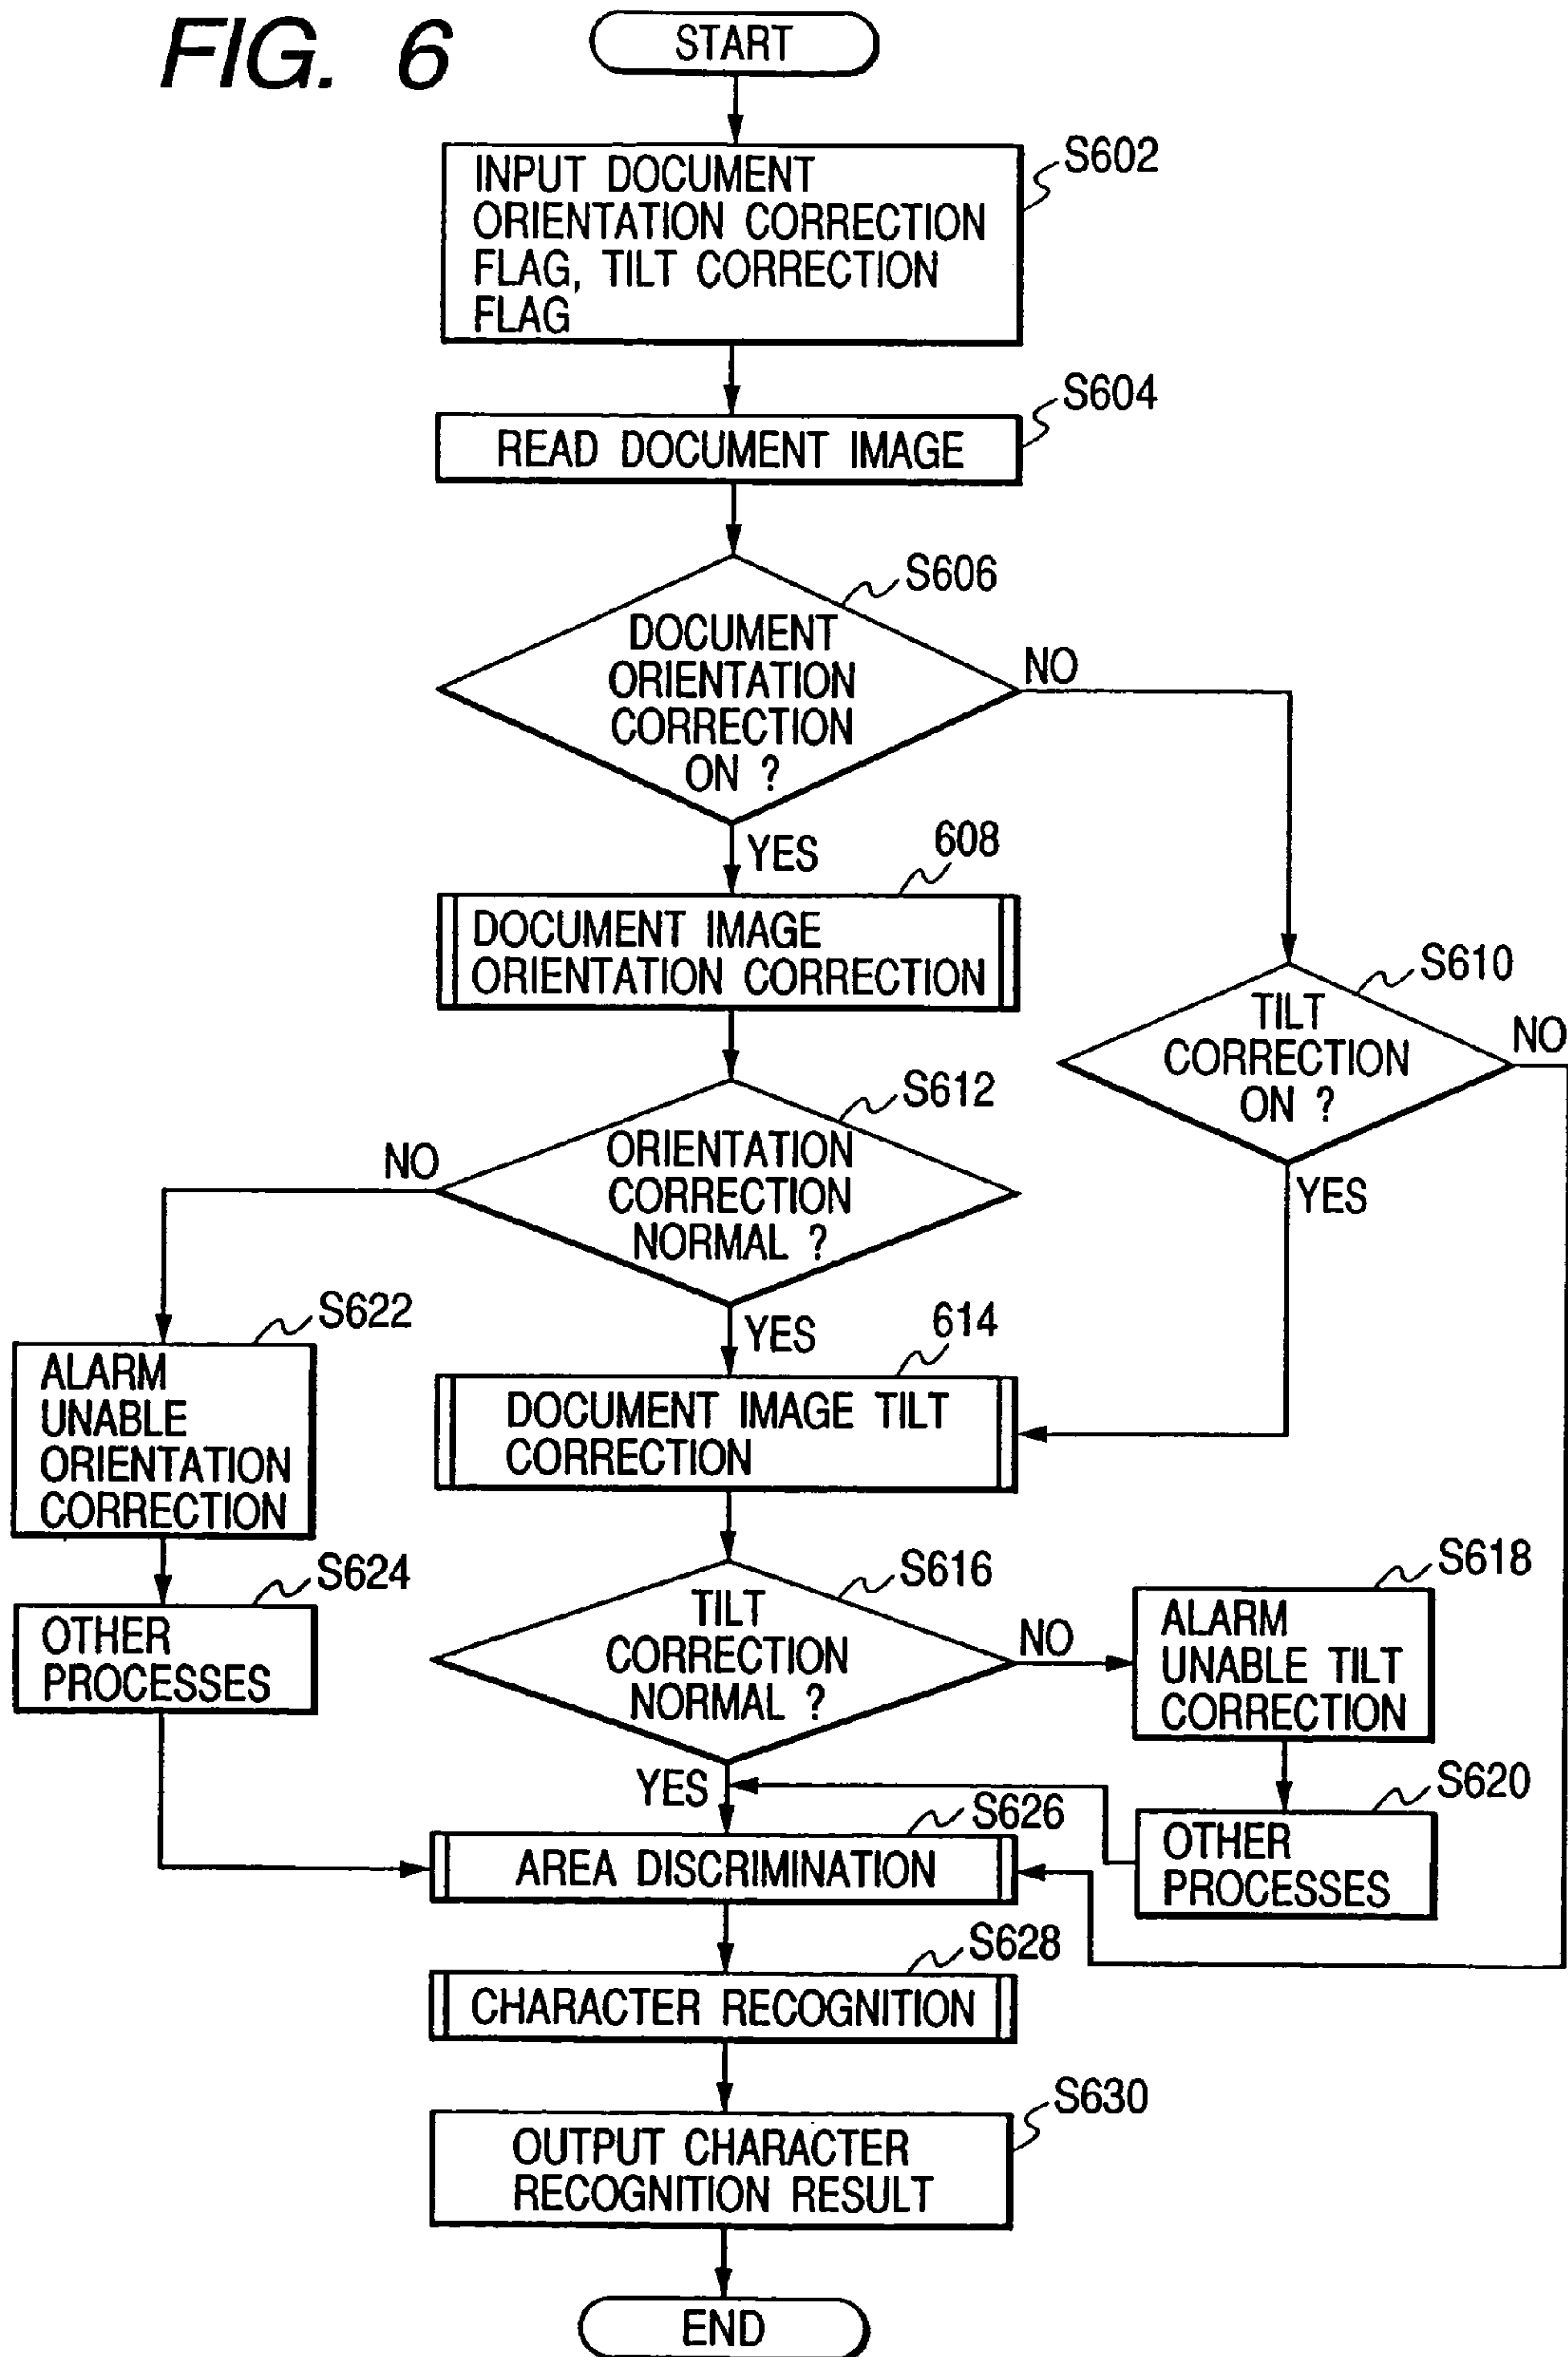 FIG. 6
START
S602
INPUT DOCUMENT
ORIENTATION CORRECTION
FLAG, TILT CORRECTION
FLAG
S604
READ DOCUMENT IMAGE
S606
DOCUMENT
ORIENTATION
CORRECTION
ON ?
NO
YES
608
DOCUMENT IMAGE
ORIENTATION CORRECTION
S610
TILT
CORRECTION
ON ?
NO
YES
S612
ORIENTATION
CORRECTION
NORMAL ?
NO
YES
S622
ALARM
UNABLE
ORIENTATION
CORRECTION
614
DOCUMENT IMAGE TILT
CORRECTION
S624
OTHER
PROCESSES
S616
TILT
CORRECTION
NORMAL ?
NO
YES
S618
ALARM
UNABLE TILT
CORRECTION
S620
OTHER
PROCESSES
S626
AREA DISCRIMINATION
S628
CHARACTER RECOGNITION
S630
OUTPUT CHARACTER
RECOGNITION RESULT
END